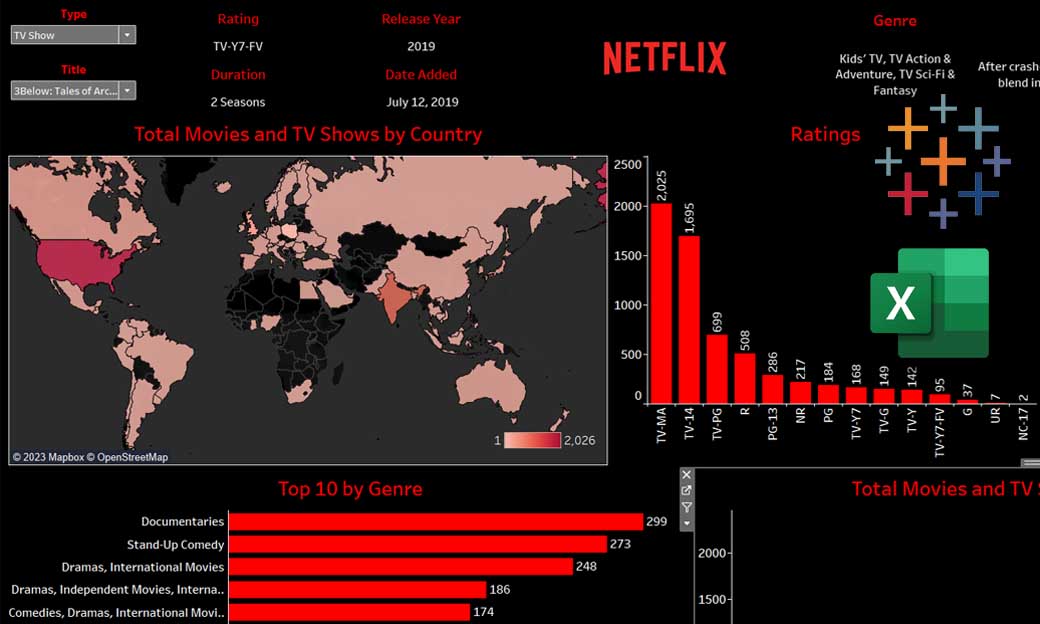 Type
TV Show
Title
3Below: Tales of Arc...
Rating
TV-Y7-FV
Duration
2 Seasons
Release Year
2019
Date Added
July 12, 2019
NETFLIX
Genre
Kids' TV, TV Action &
Adventure, TV Sci-Fi &
Fantasy
After crash
blend in
Total Movies and TV Shows by Country
1
2,026
© 2023 Mapbox © OpenStreetMap
Ratings
2500
2000
1500
1000
500
0
2,025
1,695
699
508
286
217
184
168
149
142
95
37
7
2
TV-MA
TV-14
TV-PG
R
PG-13
NR
PG
TV-Y7
TV-G
TV-Y
TV-Y7-FV
G
UR
NC-17
X
Top 10 by Genre
Documentaries 299
Stand-Up Comedy 273
Dramas, International Movies 248
Dramas, Independent Movies, Interna.. 186
Comedies, Dramas, International Movi.. 174
Total Movies and TV
2000
1500